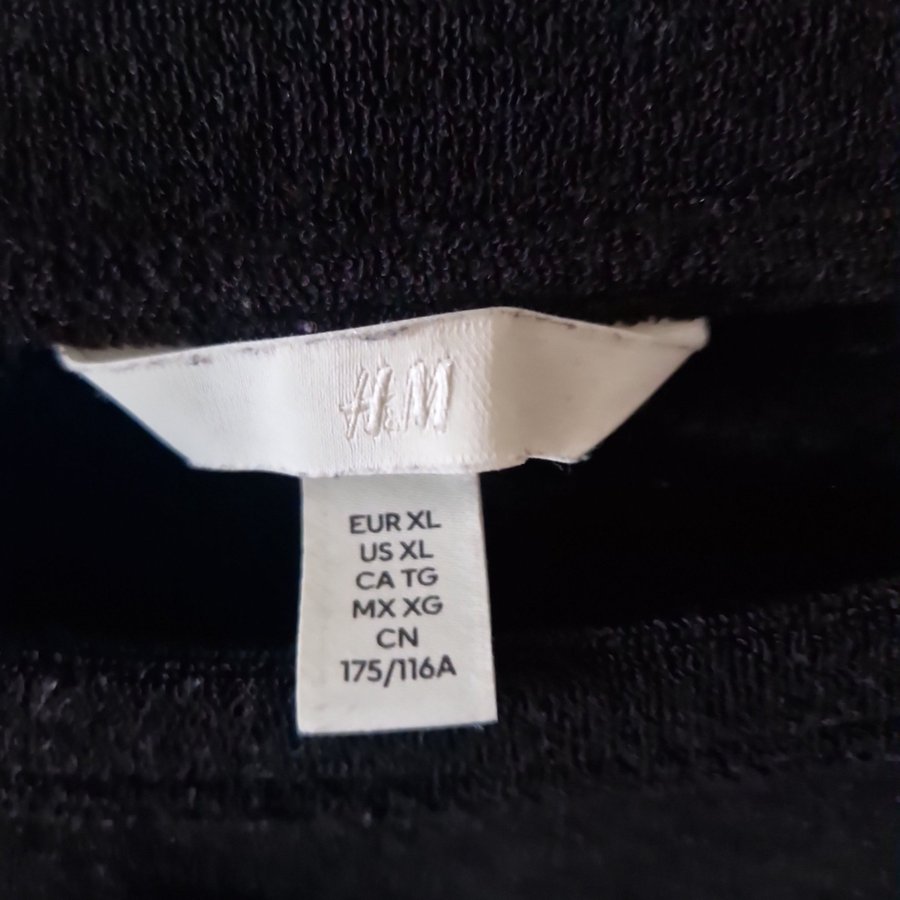 H&M
EUR XL
US XL
CA TG
MX XG
CN
175/116A